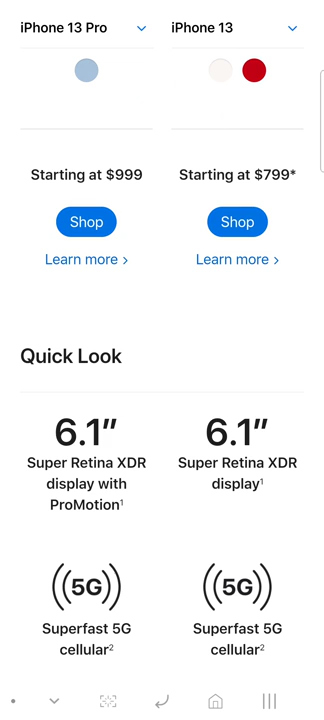 iPhone 13 Pro
iPhone 13
Starting at $999
Starting at $799*
Shop
Shop
Learn more >
Learn more >
Quick Look
6.1″
6.1″
Super Retina XDR
display with
ProMotion¹
Super Retina XDR
display¹
5G
5G
Superfast 5G
cellular²
Superfast 5G
cellular²